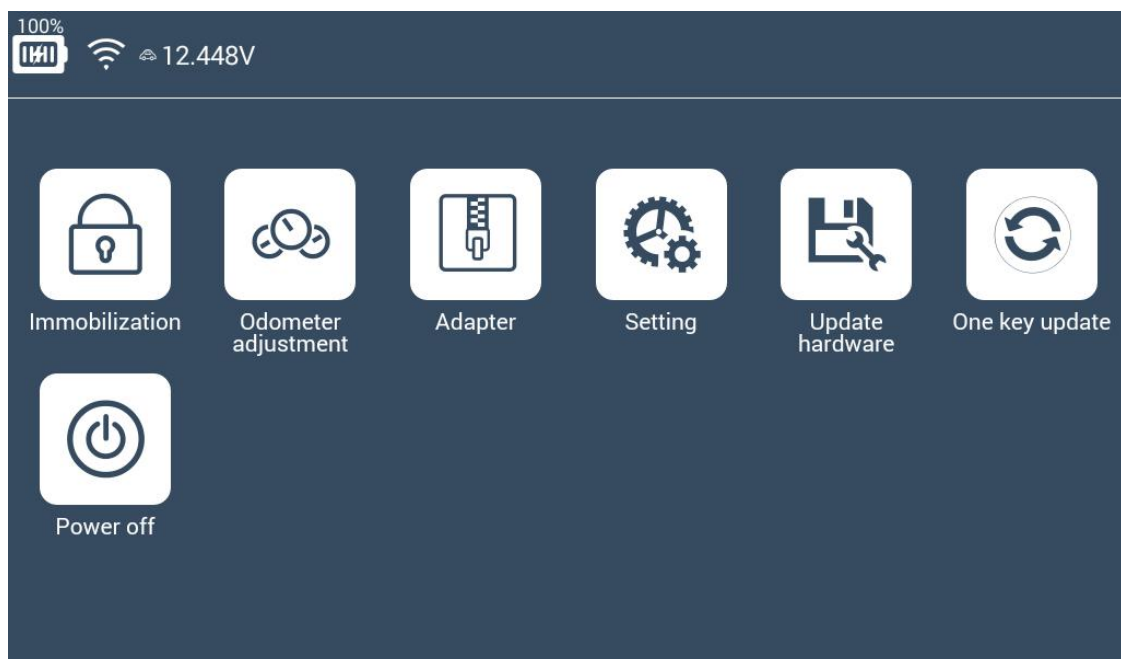 100%
12.448V
Immobilization
Odometer
adjustment
Adapter
Setting
Update
hardware
One key update
Power off